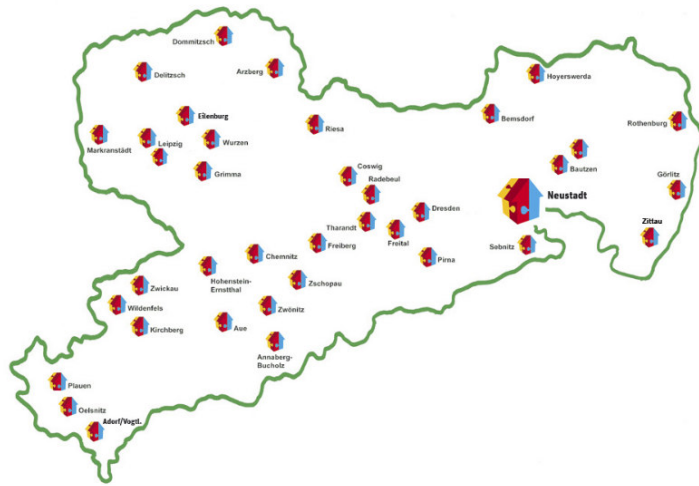 Dommitzsch
Delitzsch
Arzberg
Hoyerswerda
Eilenburg
Bernsdorf
Rothenburg
Riesa
Markranstädt
Leipzig
Wurzen
Grimma
Coswig
Radebeul
Bautzen
Görlitz
Neustadt
Dresden
Tharandt
Freital
Zittau
Freiberg
Sebnitz
Pirna
Chemnitz
Hohenstein-
Ernstthal
Zschopau
Zwickau
Wildenfels
Zwönitz
Kirchberg
Aue
Annaberg-
Bucholz
Plauen
Oelsnitz
Adorf/Vogtl.